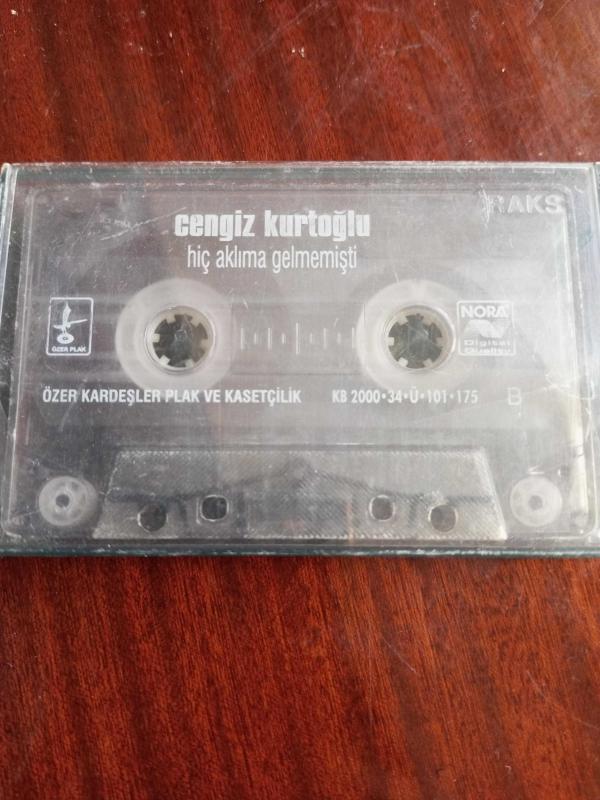 RAKS
cengiz kurtoğlu
hiç aklıma gelmemişti
ÖZER PLAK
NORA
Digital
Quality
ÖZER KARDEŞLER PLAK VE KASETÇİLİK KB 2000•34•Ü•101•175 B